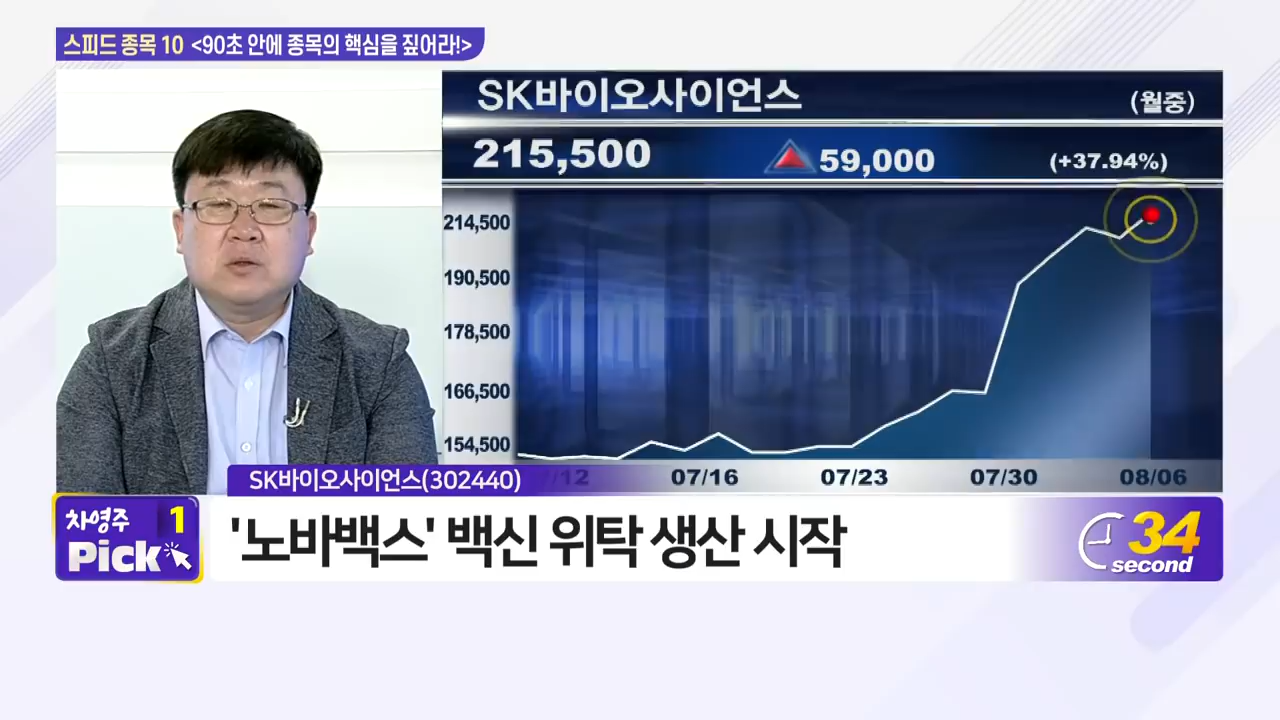 스피드 종목 10 <90초 안에 종목의 핵심을 짚어라!>
SK바이오사이언스
(월중)
215,500
59,000
(+37.94%)
214,500
190,500
178,500
166,500
154,500
/12
07/16
07/23
07/30
08/06
SK바이오사이언스(302440)
차영주 1
Pick
'노바백스' 백신 위탁 생산 시작
34
second